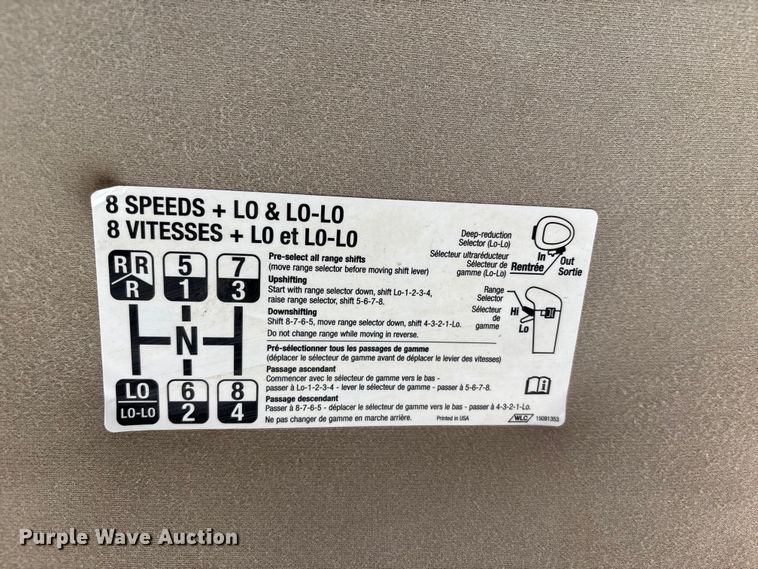 8 SPEEDS + LO & LO-LO
8 VITESSES + LO et LO-LO
R R R
5 1
7 3
N
LO LO-LO
6 2
8 4
Pre-select all range shifts
(move range selector before moving shift lever)
Upshifting
Start with range selector down, shift Lo-1-2-3-4,
raise range selector, shift 5-6-7-8.
Downshifting
Shift 8-7-6-5, move range selector down, shift 4-3-2-1-Lo.
Do not change range while moving in reverse.
Pré-sélectionner tous les passages de gamme
(déplacer le sélecteur de gamme avant de déplacer le levier des vitesses)
Passage ascendant
Commencer avec le sélecteur de gamme vers le bas -
passer à Lo-1-2-3-4 - lever le sélecteur de gamme - passer à 5-6-7-8.
Passage descendant
Passer à 8-7-6-5 - déplacer le sélecteur de gamme vers le bas - passer à 4-3-2-1-Lo.
Ne pas changer de gamme en marche arrière.
Printed in USA
WLC 15091353
Deep-reduction
Selector (Lo-Lo)
Sélecteur ultraréducteur
Sélecteur de
gamme (Lo-Lo)
In
Rentrée
Out
Sortie
Range
Selector
Sélecteur
de
gamme
Hi
Lo
i
Purple Wave Auction